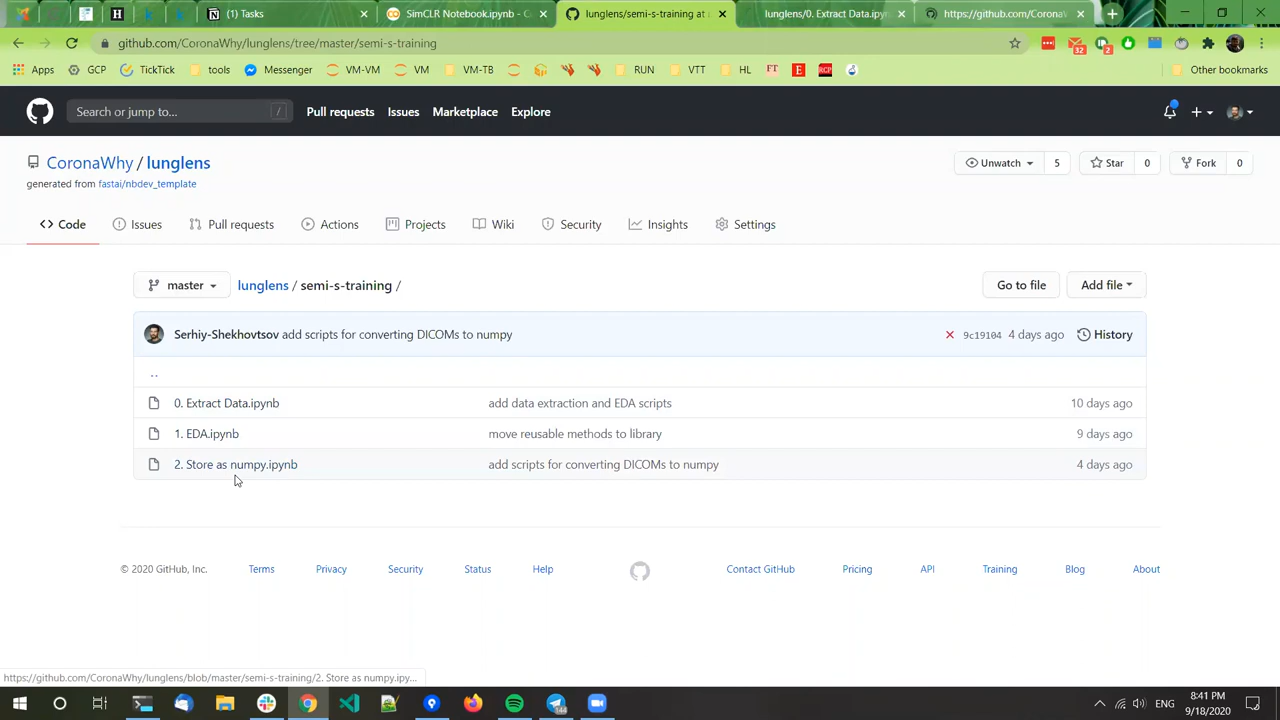 (1) Tasks
SimCLR Notebook.ipynb - C
lunglens/semi-s-training at
lunglens/0. Extract Data.ipyn
https://github.com/CoronaW
github.com/CoronaWhy/lunglens/tree/master/semi-s-training
32
2
Apps
GCP
TickTick
tools
Messenger
VM-VM
VM
VM-TB
RUN
VTT
HL
FT
E
RCP
Other bookmarks
Search or jump to...
/
Pull requests
Issues
Marketplace
Explore
CoronaWhy / lunglens
Unwatch
5
Star
0
Fork
0
generated from fastai/nbdev_template
Code
Issues
Pull requests
Actions
Projects
Wiki
Security
Insights
Settings
master
lunglens / semi-s-training /
Go to file
Add file
Serhiy-Shekhovtsov add scripts for converting DICOMs to numpy
9c19104
4 days ago
History
..
0. Extract Data.ipynb
add data extraction and EDA scripts
10 days ago
1. EDA.ipynb
move reusable methods to library
9 days ago
2. Store as numpy.ipynb
add scripts for converting DICOMs to numpy
4 days ago
© 2020 GitHub, Inc.
Terms
Privacy
Security
Status
Help
Contact GitHub
Pricing
API
Training
Blog
About
https://github.com/CoronaWhy/lunglens/blob/master/semi-s-training/2. Store as numpy.ipy...
144
ENG
8:41 PM
9/18/2020